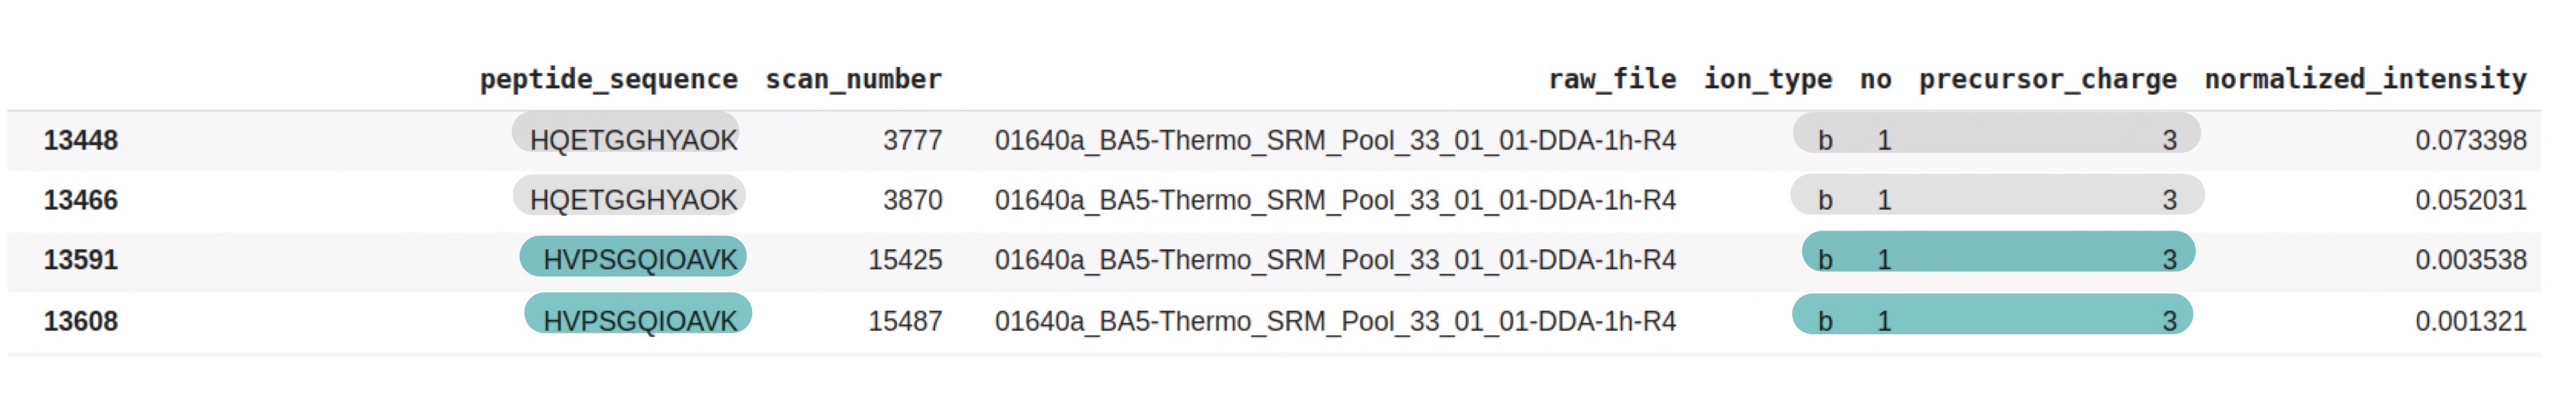 peptide_sequence scan_number raw_file ion_type no precursor_charge normalized_intensity
13448 HQETGGHYAOK 3777 01640a_BA5-Thermo_SRM_Pool_33_01_01-DDA-1h-R4 b 1 3 0.073398
13466 HQETGGHYAOK 3870 01640a_BA5-Thermo_SRM_Pool_33_01_01-DDA-1h-R4 b 1 3 0.052031
13591 HVPSGQIOAVK 15425 01640a_BA5-Thermo_SRM_Pool_33_01_01-DDA-1h-R4 b 1 3 0.003538
13608 HVPSGQIOAVK 15487 01640a_BA5-Thermo_SRM_Pool_33_01_01-DDA-1h-R4 b 1 3 0.001321